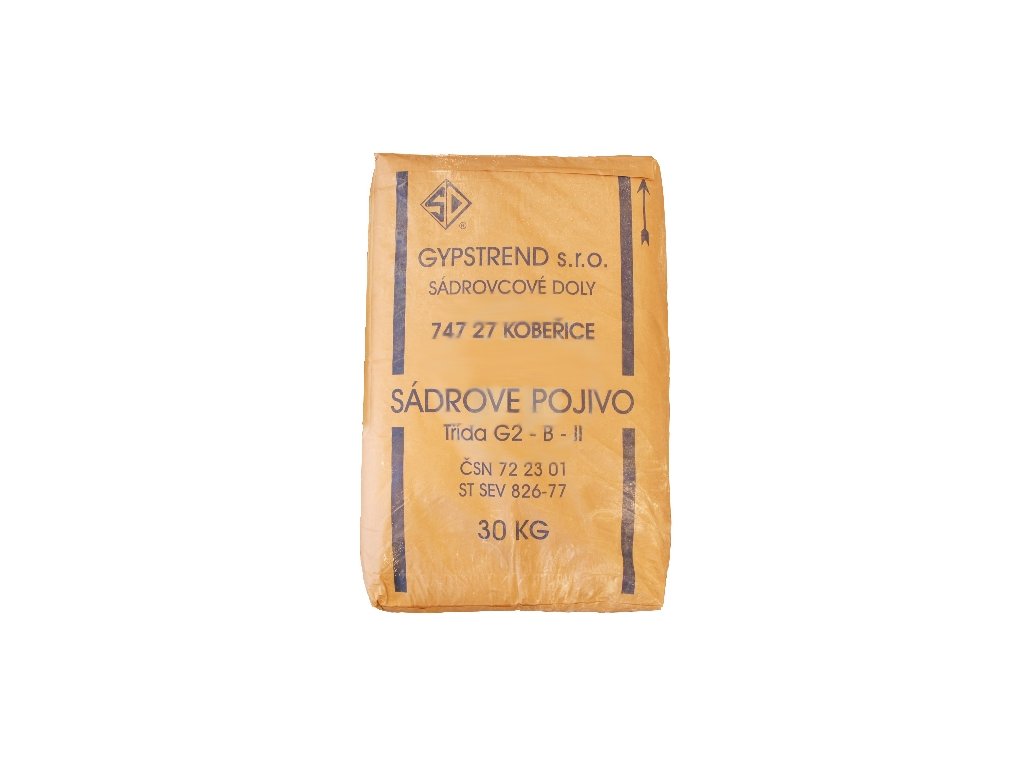 SD ®
GYPSTREND s.r.o.
SÁDROVCOVÉ DOLY
747 27 KOBEŘICE
SÁDROVE POJIVO
Třída G2 - B - II
ČSN 72 23 01
ST SEV 826-77
30 KG